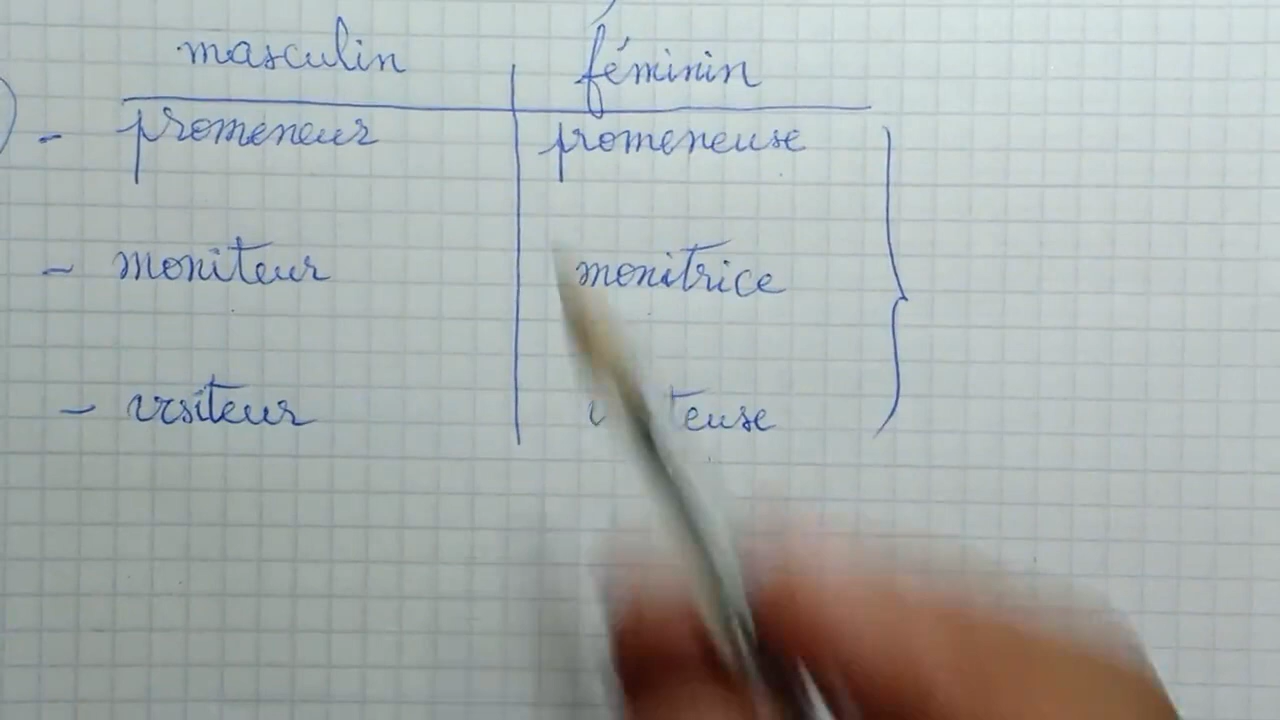 masculin féminin
- promeneur promeneuse
- moniteur monitrice
- visiteur